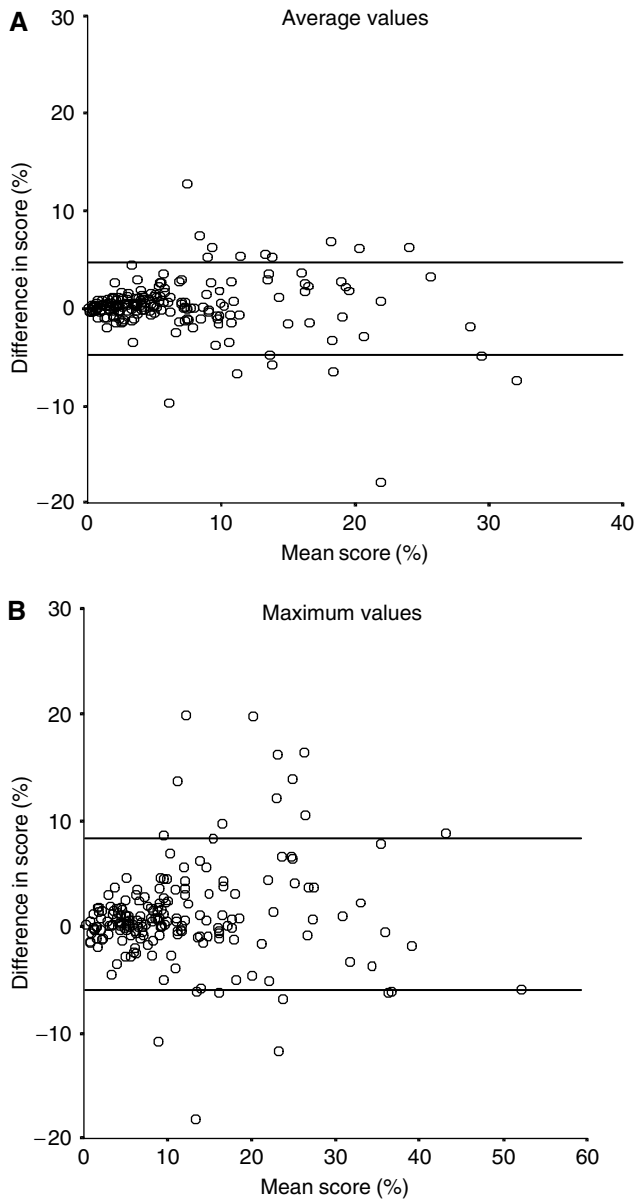 A
Average values
30
20
10
0
−10
−20
Difference in score (%)
0 10 20 30 40
Mean score (%)
B
Maximum values
30
20
10
0
−10
−20
Difference in score (%)
0 10 20 30 40 50 60
Mean score (%)